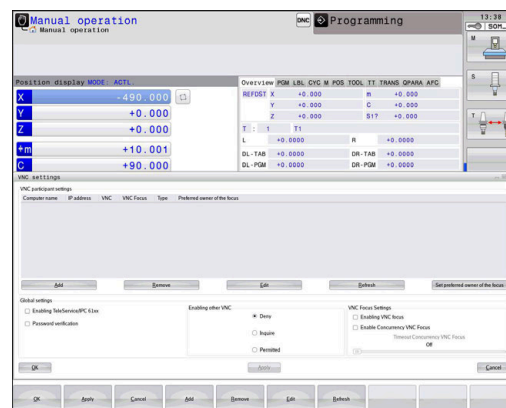 Manual operation
Manual operation
DNC
Programming
13:38
SOM_
M
S
T
Position display MODE: ACTL.
X -490.000
Y +0.000
Z +0.000
+m +10.001
C +90.000
Overview PGM LBL CYC M POS TOOL TT TRANS QPARA AFC
REFDST X +0.000 m +0.000
Y +0.000 C +0.000
Z +0.000 S1? +0.000
T : 1 T1
L +0.0000 R +0.0000
DL-TAB +0.0000 DR-TAB +0.0000
DL-PGM +0.0000 DR-PGM +0.0000
VNC settings
VNC participant settings
Computer name IP address VNC VNC Focus Type Preferred owner of the focus
Add Remove Edit Refresh Set preferred owner of the focus
Global settings
Enabling TeleService/IPC 61xx
Password verification
Enabling other VNC
Deny
Inquire
Permitted
VNC Focus Settings
Enabling VNC focus
Enable Concurrency VNC Focus
Timeout Concurrency VNC Focus
Off
OK Apply Cancel
OK Apply Cancel Add Remove Edit Refresh